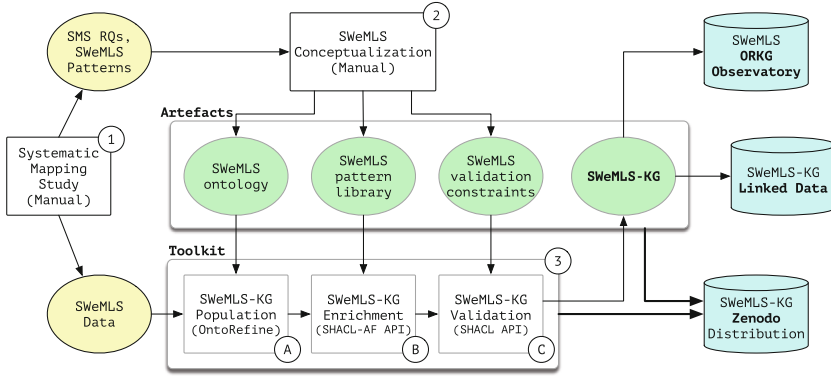 SMS RQs,
SWeMLS
Patterns
SWeMLS
Conceptualization
(Manual)
2
SWeMLS
ORKG
Observatory
1
Systematic
Mapping
Study
(Manual)
Artefacts
SWeMLS
ontology
SWeMLS
pattern
library
SWeMLS
validation
constraints
SWeMLS-KG
SWeMLS-KG
Linked Data
Toolkit
3
SWeMLS
Data
SWeMLS-KG
Population
(OntoRefine)
A
SWeMLS-KG
Enrichment
(SHACL-AF API)
B
SWeMLS-KG
Validation
(SHACL API)
C
SWeMLS-KG
Zenodo
Distribution